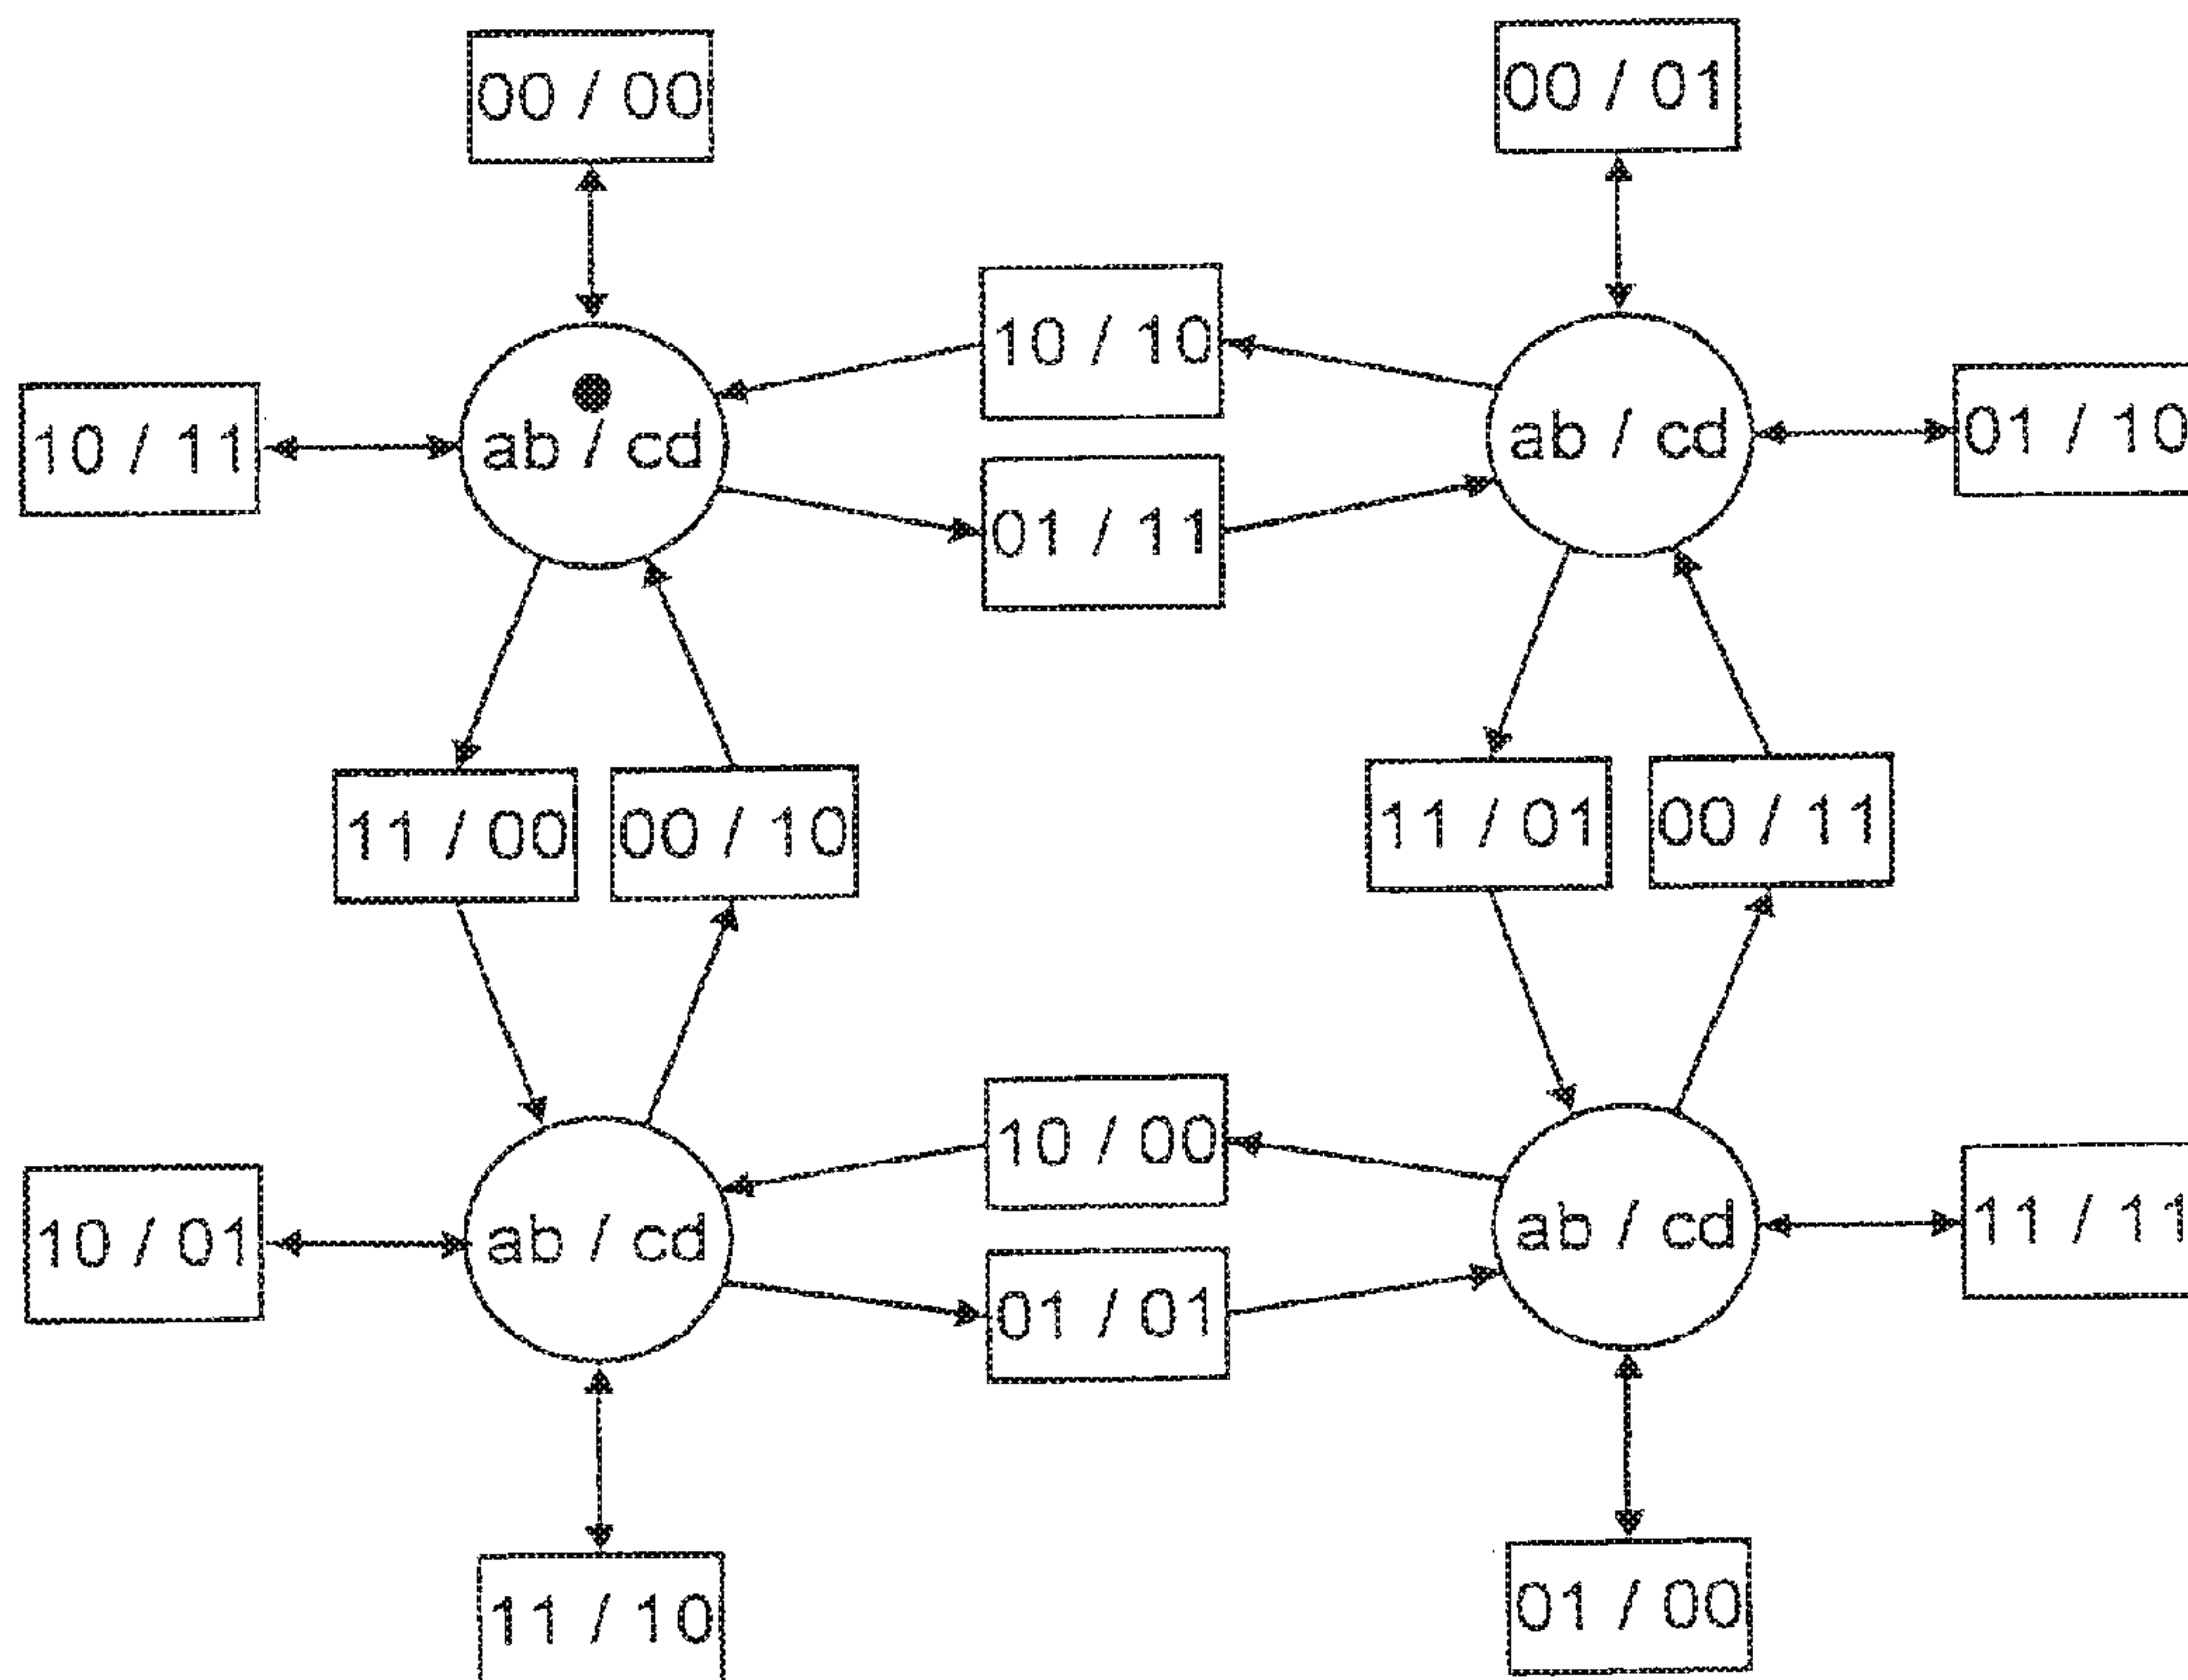 00 / 00
00 / 01
10 / 10
10 / 11
ab / cd
ab / cd
01 / 10
01 / 11
11 / 00
00 / 10
11 / 01
00 / 11
10 / 00
10 / 01
ab / cd
ab / cd
11 / 11
01 / 01
11 / 10
01 / 00